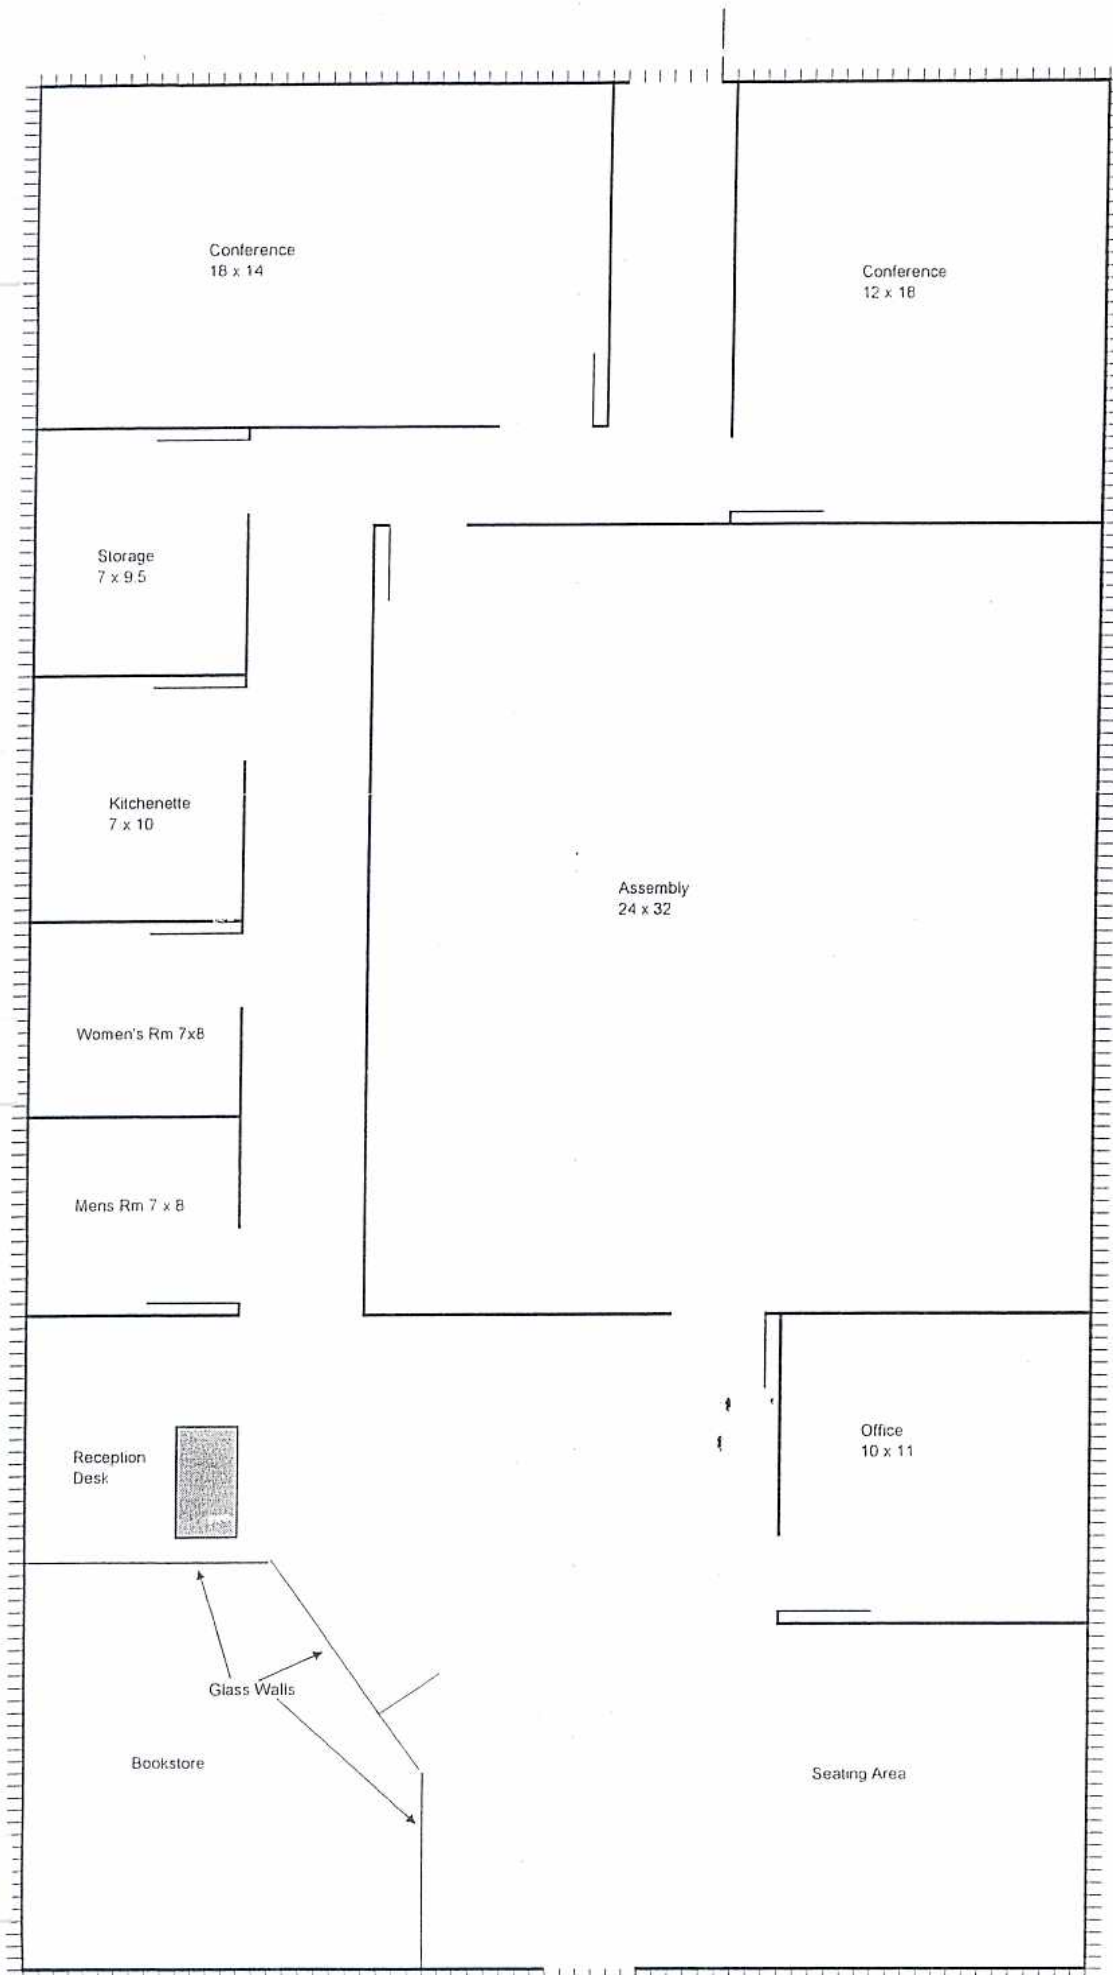 Conference
18 x 14
Conference
12 x 18
Storage
7 x 9.5
Kitchenette
7 x 10
Assembly
24 x 32
Women's Rm 7x8
Mens Rm 7 x 8
Reception
Desk
Office
10 x 11
Glass Walls
Bookstore
Seating Area